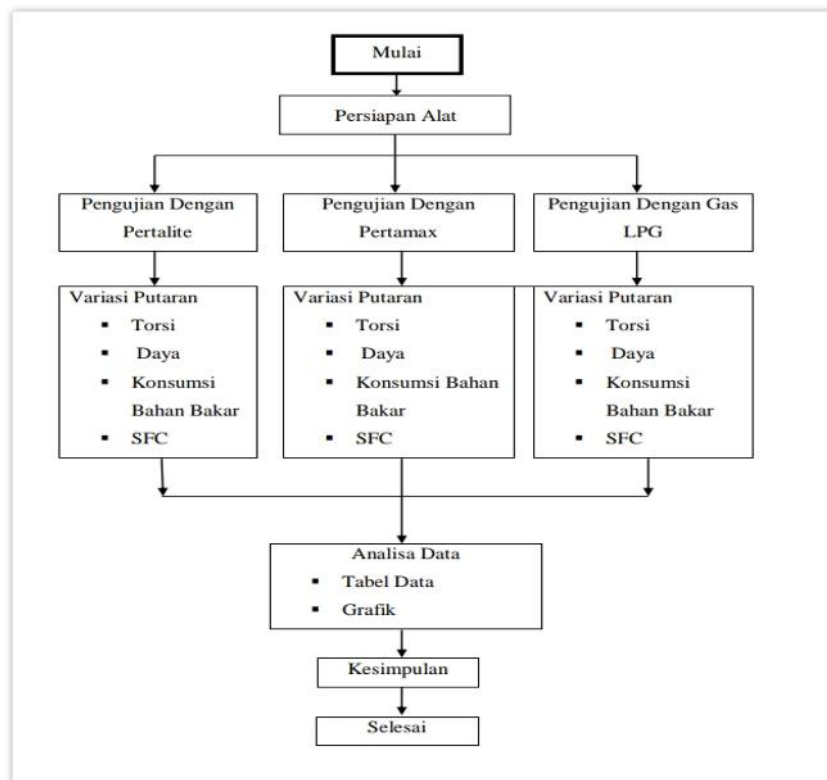 Mulai
Persiapan Alat
Pengujian Dengan
Pertalite
Pengujian Dengan
Pertamax
Pengujian Dengan Gas
LPG
Variasi Putaran
▪ Torsi
▪ Daya
▪ Konsumsi
Bahan Bakar
▪ SFC
Variasi Putaran
▪ Torsi
▪ Daya
▪ Konsumsi Bahan
Bakar
▪ SFC
Variasi Putaran
▪ Torsi
▪ Daya
▪ Konsumsi
Bahan Bakar
▪ SFC
Analisa Data
▪ Tabel Data
▪ Grafik
Kesimpulan
Selesai